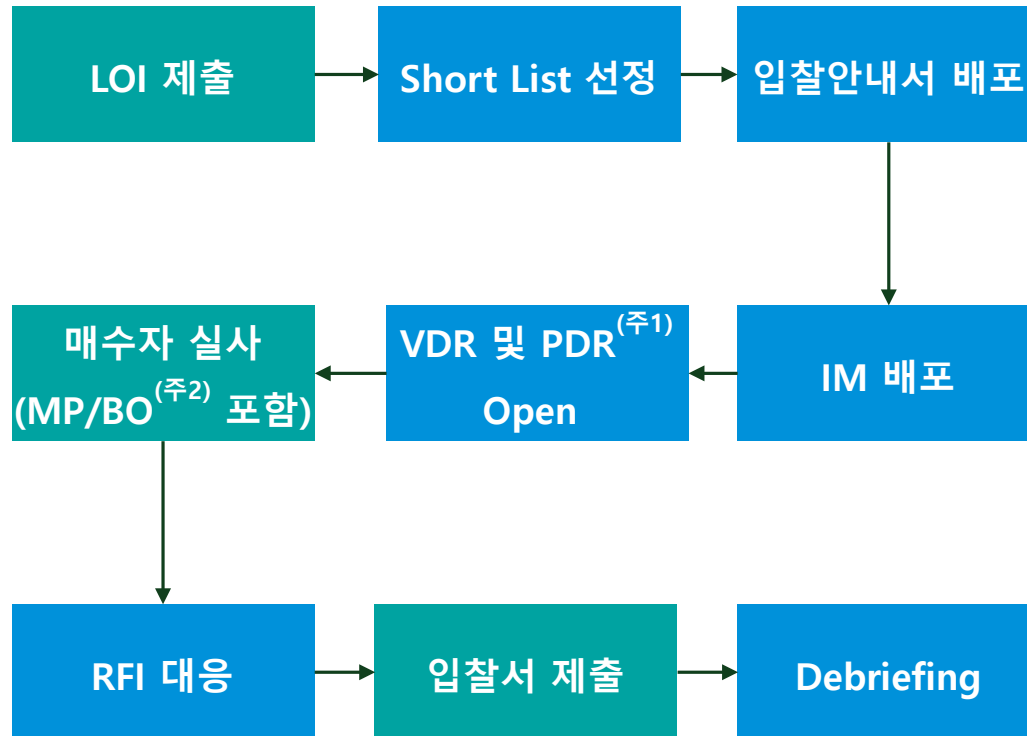 LOI 제출
Short List 선정
입찰안내서 배포
매수자 실사
(MP/BO(주2) 포함)
VDR 및 PDR(주1)
Open
IM 배포
RFI 대응
입찰서 제출
Debriefing